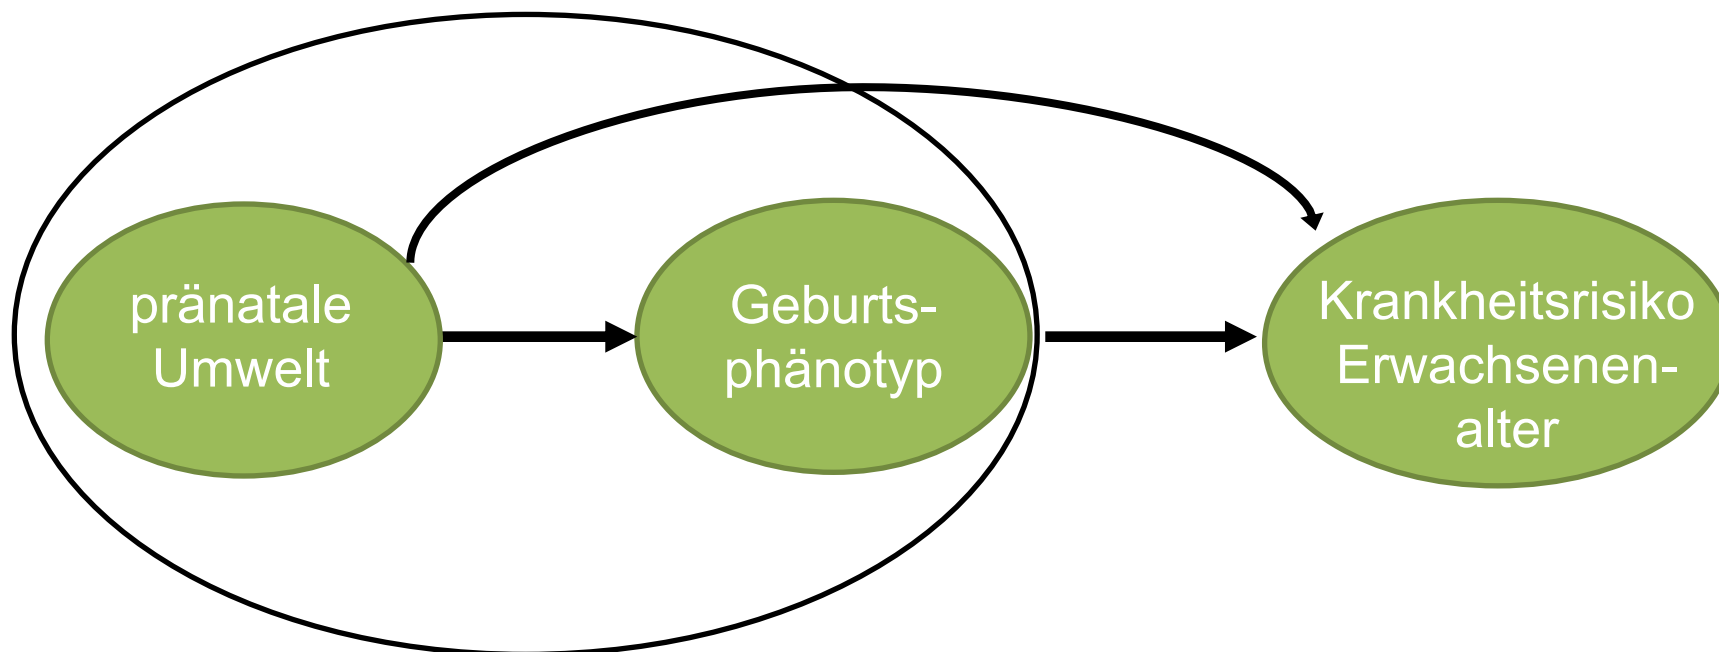 pränatale
Umwelt
Geburts-
phänotyp
Krankheitsrisiko
Erwachsenen-
alter